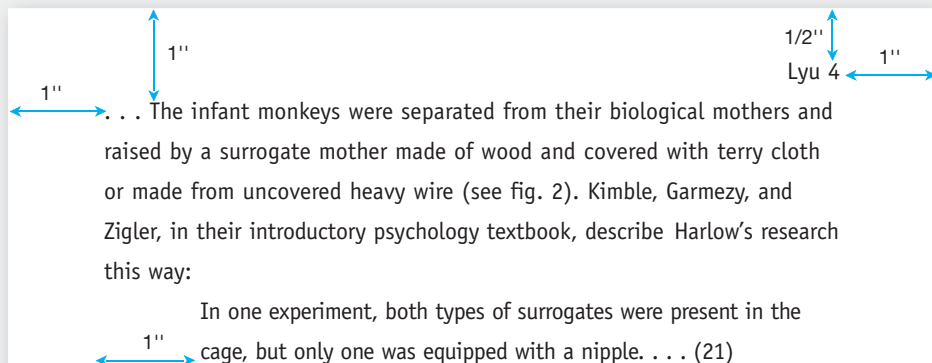 1/2''
1''
Lyu 4
1''
1''
. . . The infant monkeys were separated from their biological mothers and
raised by a surrogate mother made of wood and covered with terry cloth
or made from uncovered heavy wire (see fig. 2). Kimble, Garmezy, and
Zigler, in their introductory psychology textbook, describe Harlow’s research
this way:
In one experiment, both types of surrogates were present in the
1''
cage, but only one was equipped with a nipple. . . . (21)